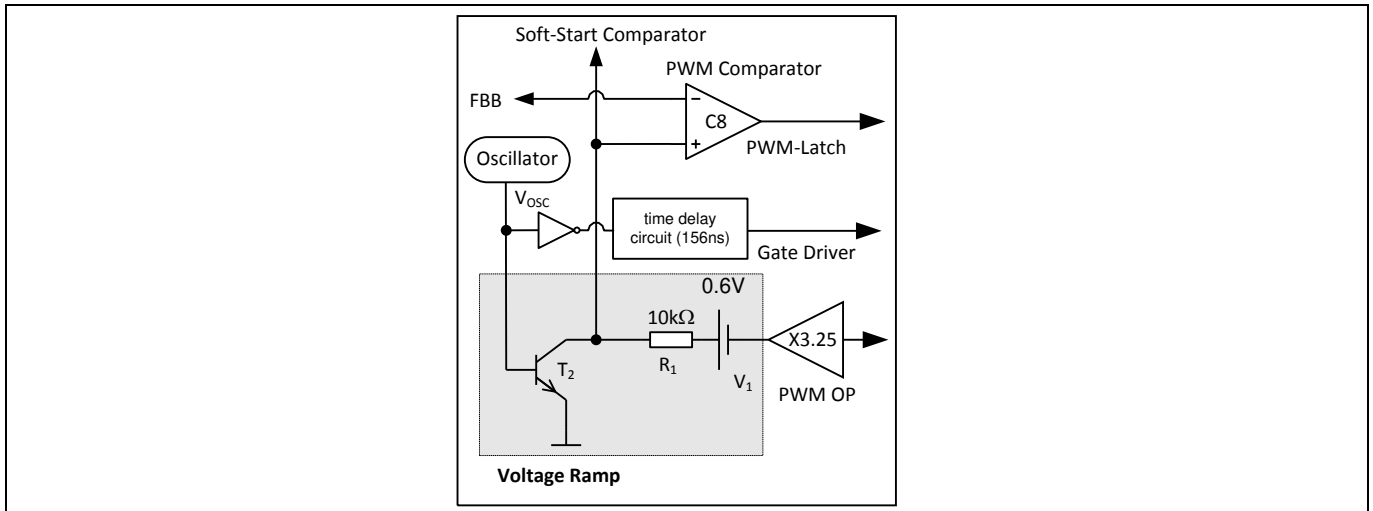 Soft-Start Comparator
PWM Comparator
FBB
−
C8
+
PWM-Latch
Oscillator
VOSC
time delay
circuit (156ns)
Gate Driver
0.6V
10kΩ
X3.25
T2
R1
V1
PWM OP
Voltage Ramp